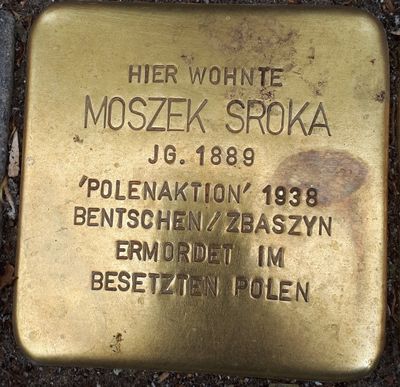 HIER WOHNTE
MOSZEK SROKA
JG. 1889
'POLENAKTION' 1938
BENTSCHEN/ZBASZYN
ERMORDET IM
BESETZTEN POLEN